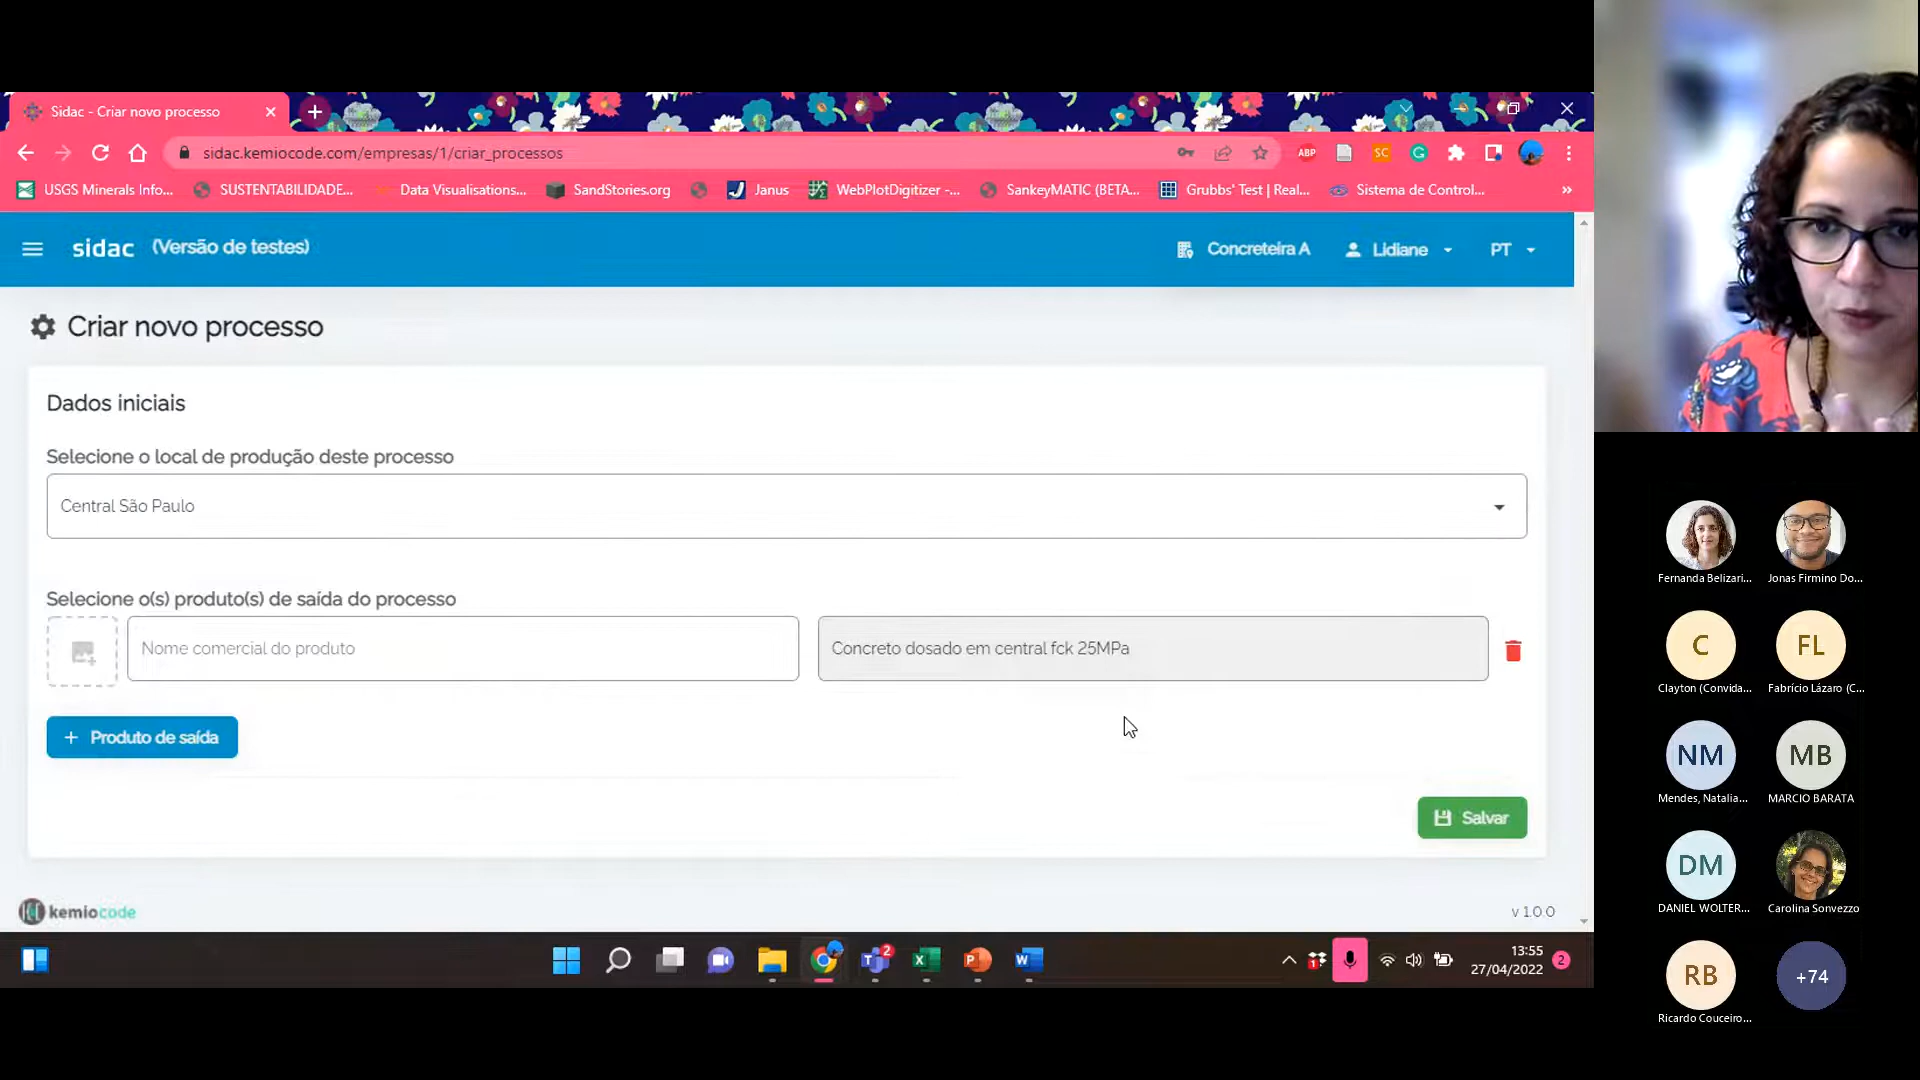 Sidac - Criar novo processo
sidac.kemiocode.com/empresas/1/criar_processos
ABP
SC
USGS Minerals Info...
SUSTENTABILIDADE...
Data Visualisations...
SandStories.org
Janus
WebPlotDigitizer -...
SankeyMATIC (BETA...
Grubbs' Test | Real...
Sistema de Control...
»
sidac (Versão de testes)
Concreteira A
Lidiane
PT
Criar novo processo
Dados iniciais
Selecione o local de produção deste processo
Central São Paulo
Selecione o(s) produto(s) de saída do processo
Nome comercial do produto
Concreto dosado em central fck 25MPa
+ Produto de saída
Salvar
kemiocode
v 1.0.0
2
1
13:55
27/04/2022
2
Fernanda Belizari...
Jonas Firmino Do...
C
FL
Clayton (Convida...
Fabrício Lázaro (C...
NM
MB
Mendes, Natalia...
MARCIO BARATA
DM
DANIEL WOLTER...
Carolina Sonvezzo
RB
+74
Ricardo Couceiro...